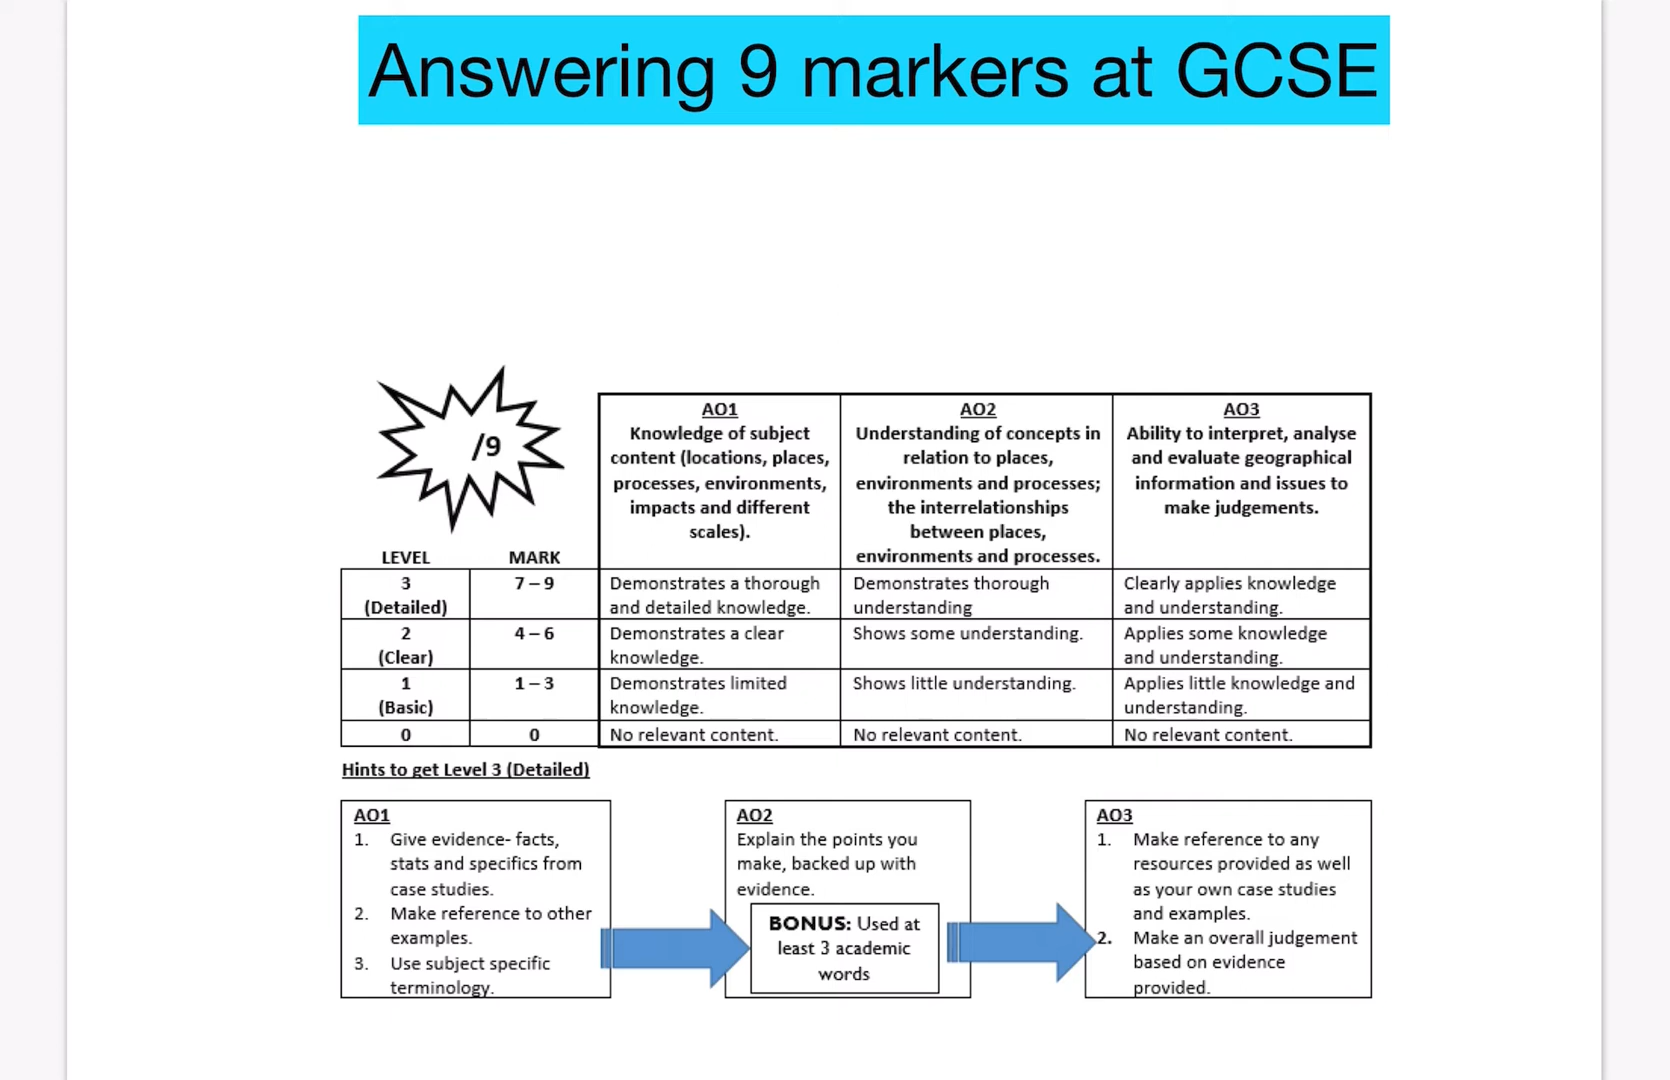 Answering 9 markers at GCSE
/9
LEVEL
MARK
AO1
Knowledge of subject
content (locations, places,
processes, environments,
impacts and different
scales).
AO2
Understanding of concepts in
relation to places,
environments and processes;
the interrelationships
between places,
environments and processes.
AO3
Ability to interpret, analyse
and evaluate geographical
information and issues to
make judgements.
3
(Detailed)
7 – 9
Demonstrates a thorough
and detailed knowledge.
Demonstrates thorough
understanding
Clearly applies knowledge
and understanding.
2
(Clear)
4 – 6
Demonstrates a clear
knowledge.
Shows some understanding.
Applies some knowledge
and understanding.
1
(Basic)
1 – 3
Demonstrates limited
knowledge.
Shows little understanding.
Applies little knowledge and
understanding.
0
0
No relevant content.
No relevant content.
No relevant content.
Hints to get Level 3 (Detailed)
AO1
1. Give evidence- facts,
stats and specifics from
case studies.
2. Make reference to other
examples.
3. Use subject specific
terminology.
AO2
Explain the points you
make, backed up with
evidence.
BONUS: Used at
least 3 academic
words
AO3
1. Make reference to any
resources provided as well
as your own case studies
and examples.
2. Make an overall judgement
based on evidence
provided.